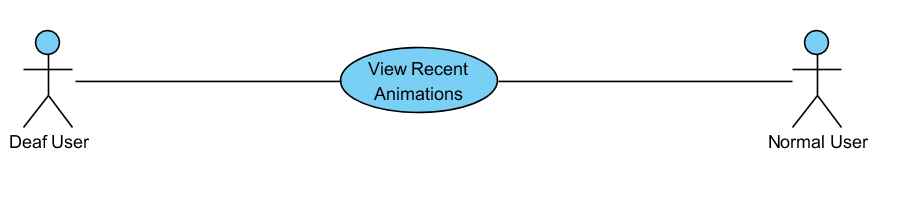 View Recent
Animations
Deaf User
Normal User